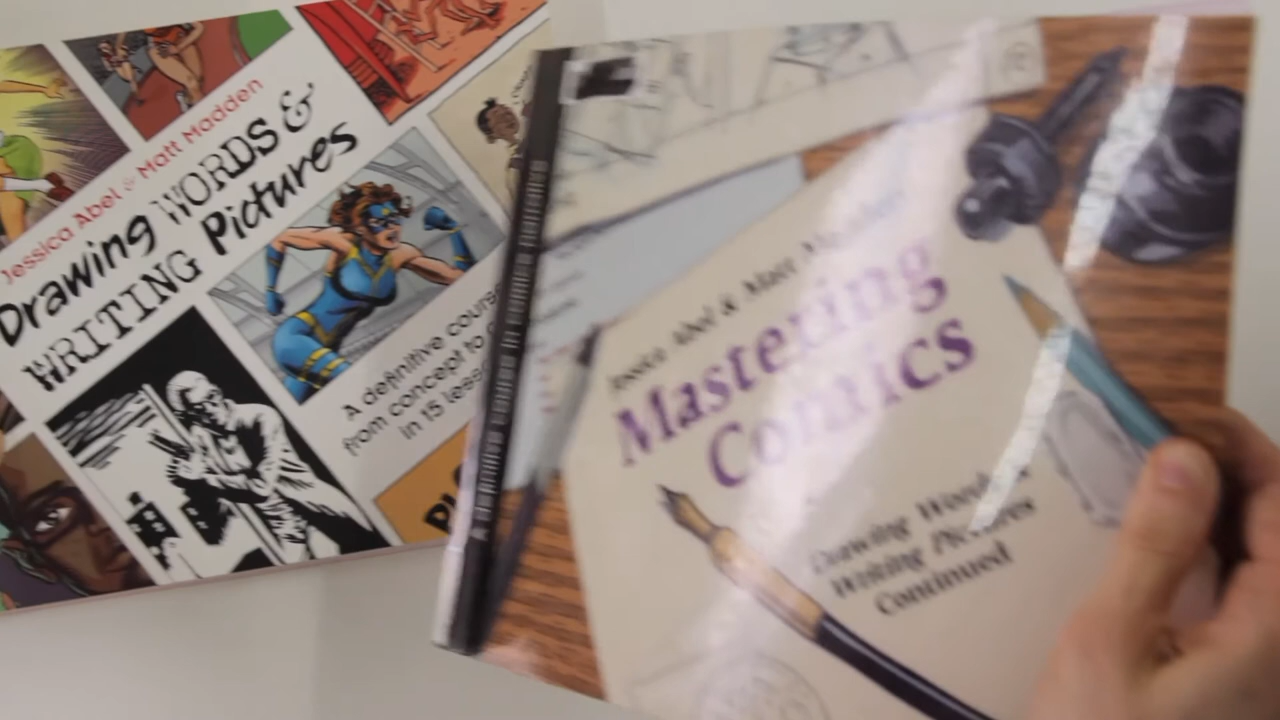 Jessica Abel & Matt Madden
Drawing WORDS &
WRITING Pictures
A definitive course
from concept to
in 15 less
Jessica Abel & Matt Madden
Mastering
Comics
Drawing Words &
Writing Pictures
Continued